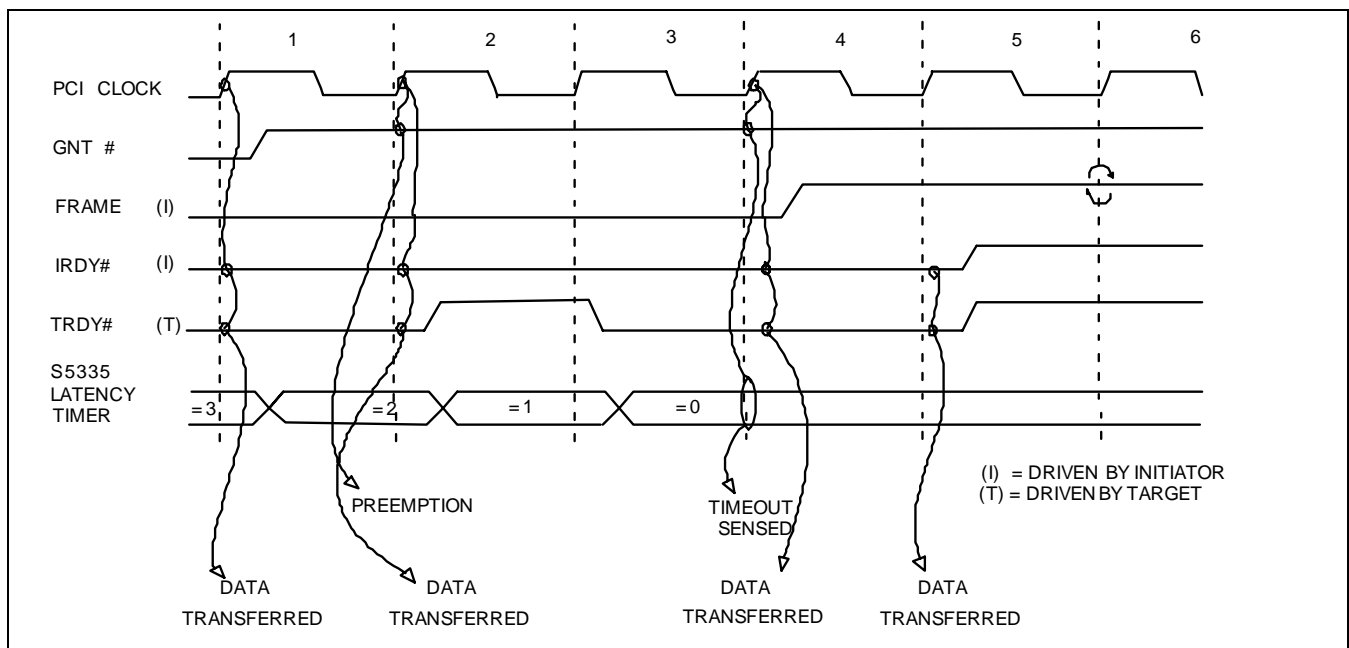 1 2 3 4 5 6
PCI CLOCK
GNT #
FRAME (I)
IRDY# (I)
TRDY# (T)
S5335
LATENCY
TIMER
=3 =2 =1 =0
(I) = DRIVEN BY INITIATOR
(T) = DRIVEN BY TARGET
PREEMPTION
TIMEOUT
SENSED
DATA
TRANSFERRED
DATA
TRANSFERRED
DATA
TRANSFERRED
DATA
TRANSFERRED